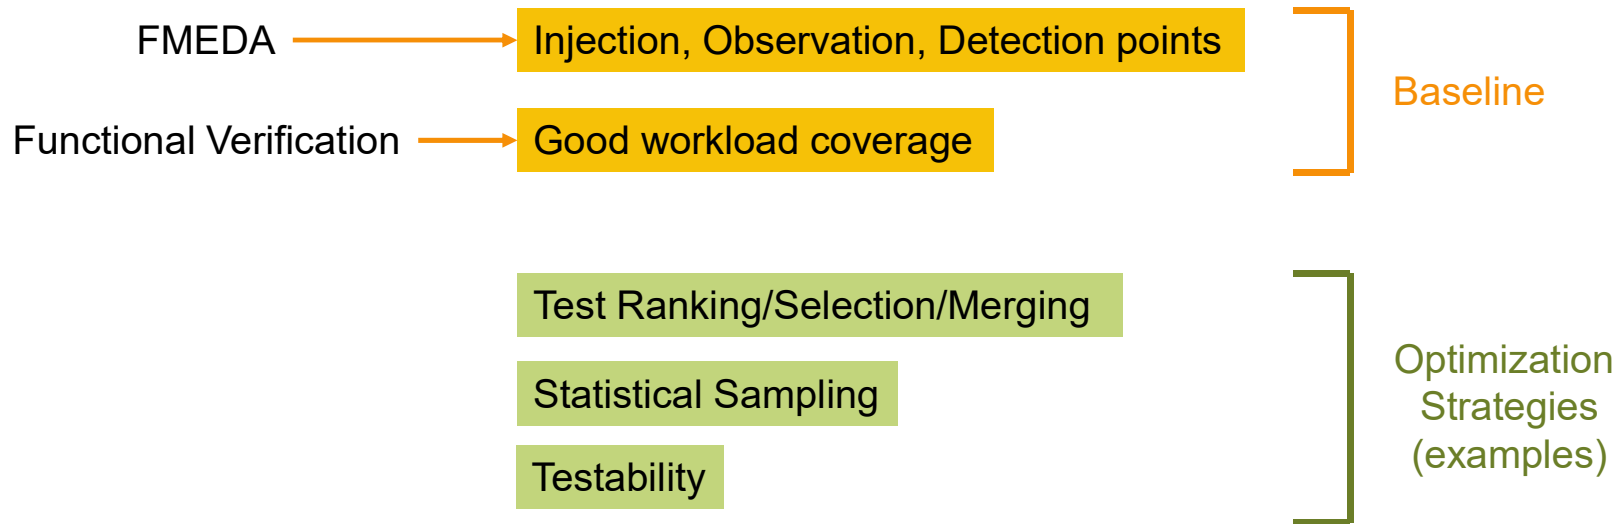 FMEDA
Injection, Observation, Detection points
Baseline
Functional Verification
Good workload coverage
Test Ranking/Selection/Merging
Statistical Sampling
Testability
Optimization
Strategies
(examples)